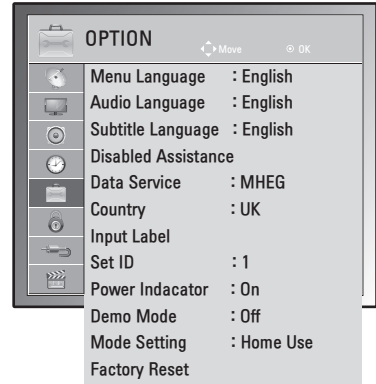 OPTION
Move
OK
Menu Language : English
Audio Language : English
Subtitle Language : English
Disabled Assistance
Data Service : MHEG
Country : UK
Input Label
Set ID : 1
Power Indacator : On
Demo Mode : Off
Mode Setting : Home Use
Factory Reset